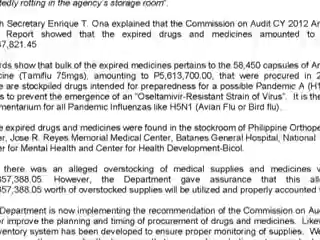 tedly rotting in the agency's storage room".
h Secretary Enrique T. Ona explained that the Commission on Audit CY 2012 An
Report showed that the expired drugs and medicines amounted to
37,821.45
rds show that bulk of the expired medicines pertains to the 58,450 capsules of An
cine (Tamiflu 75mgs), amounting to P5,613,700.00, that were procured in 2
e are stockpiled drugs intended for preparedness for a possible Pandemic A (H1
s to prevent the emergence of an "Oseltamivir-Resistant Strain of Virus". It is the
mentarium for all Pandemic Influenzas like H5N1 (Avian Flu or Bird flu).
e expired drugs and medicines were found in the stockroom of Philippine Orthope
er, Jose R. Reyes Memorial Medical Center, Batanes General Hospital, National
er for Mental Health and Center for Health Development-Bicol.
there was an alleged overstocking of medical supplies and medicines v
357,388.05. However, the Department gave assurance that this all
357,388.05 worth of overstocked supplies will be utilized and properly accounted
Department is now implementing the recommendation of the Commission on Au
r improve the planning and timing of procurement of drugs and medicines. Like
ventory system has been developed to ensure proper monitoring of supplies. We